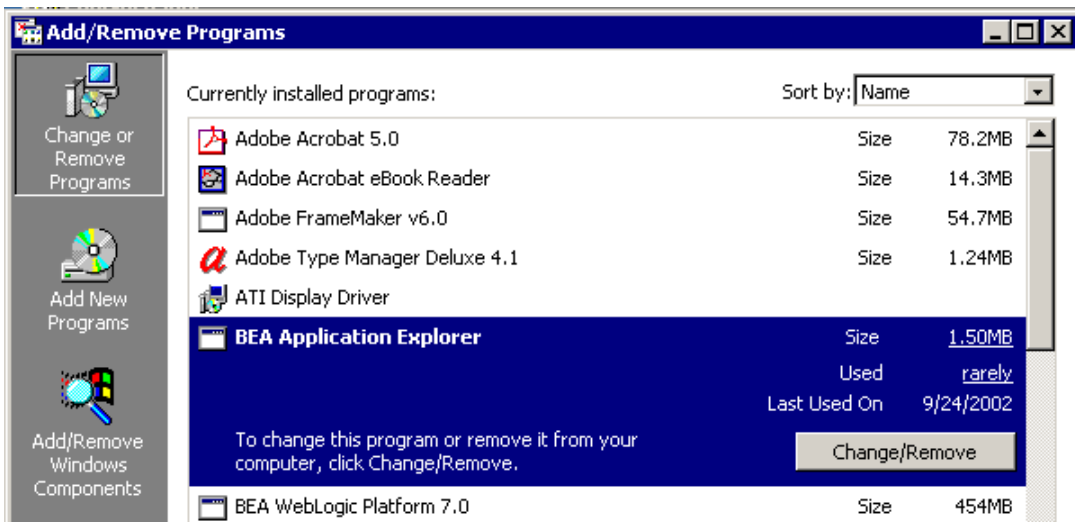 Add/Remove Programs
Change or
Remove
Programs
Add New
Programs
Add/Remove
Windows
Components
Currently installed programs:
Sort by: Name
Adobe Acrobat 5.0 Size 78.2MB
Adobe Acrobat eBook Reader Size 14.3MB
Adobe FrameMaker v6.0 Size 54.7MB
Adobe Type Manager Deluxe 4.1 Size 1.24MB
ATI Display Driver
BEA Application Explorer Size 1.50MB
Used rarely
Last Used On 9/24/2002
To change this program or remove it from your
computer, click Change/Remove.
Change/Remove
BEA WebLogic Platform 7.0 Size 454MB